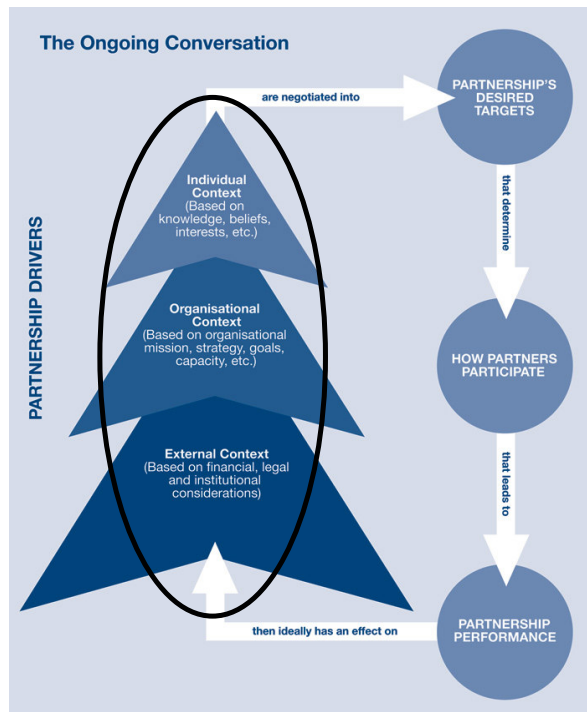 The Ongoing Conversation
PARTNERSHIP DRIVERS
Individual
Context
(Based on
knowledge, beliefs,
interests, etc.)
Organisational
Context
(Based on organisational
mission, strategy, goals,
capacity, etc.)
External Context
(Based on financial, legal
and institutional
considerations)
are negotiated into
PARTNERSHIP'S
DESIRED
TARGETS
that determine
HOW PARTNERS
PARTICIPATE
that leads to
PARTNERSHIP
PERFORMANCE
then ideally has an effect on